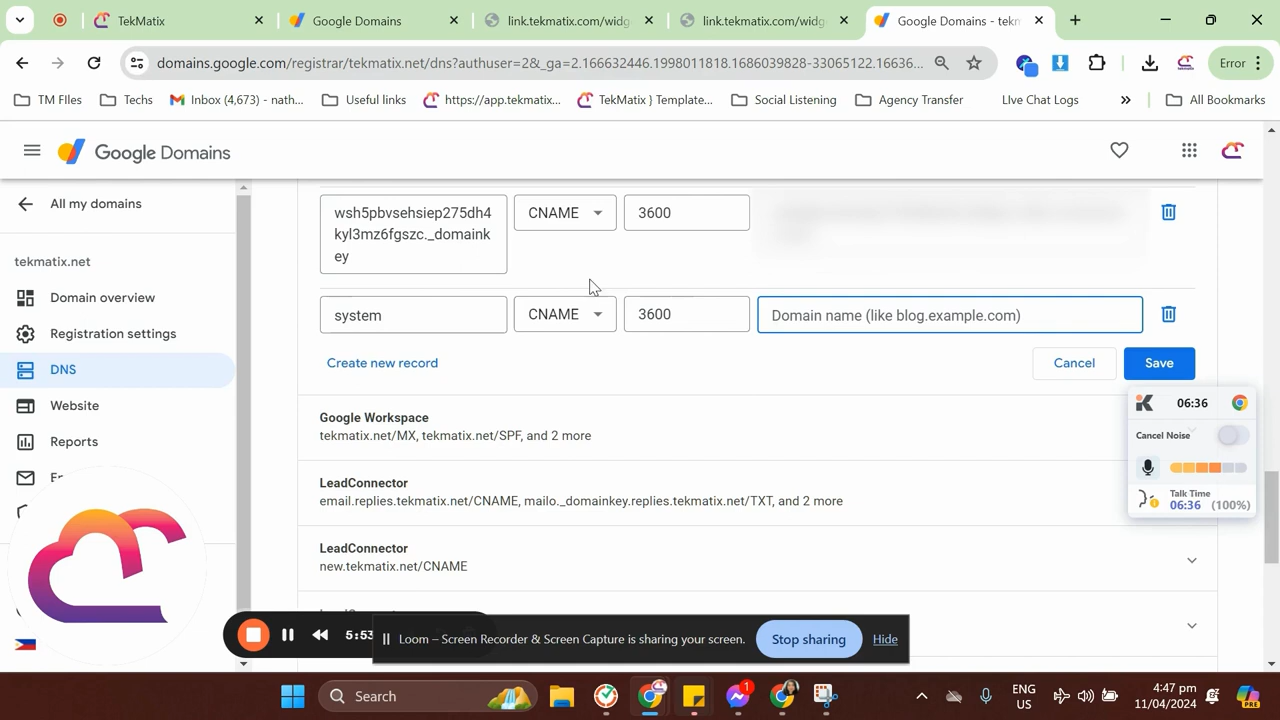 TekMatix
Google Domains
link.tekmatix.com/widg
link.tekmatix.com/widg
Google Domains - tekn
domains.google.com/registrar/tekmatix.net/dns?authuser=2&_ga=2.166632446.1998011818.1686039828-33065122.16636...
Error
TM FIles
Techs
Inbox (4,673) - nath...
Useful links
https://app.tekmatix...
TekMatix } Template...
Social Listening
Agency Transfer
LIve Chat Logs
All Bookmarks
Google Domains
All my domains
tekmatix.net
Domain overview
Registration settings
DNS
Website
Reports
wsh5pbvsehsiep275dh4
kyl3mz6fgszc._domaink
ey
CNAME
3600
system
CNAME
3600
Domain name (like blog.example.com)
Create new record
Cancel
Save
Google Workspace
tekmatix.net/MX, tekmatix.net/SPF, and 2 more
LeadConnector
email.replies.tekmatix.net/CNAME, mailo._domainkey.replies.tekmatix.net/TXT, and 2 more
LeadConnector
new.tekmatix.net/CNAME
06:36
Cancel Noise
Talk Time
06:36 (100%)
5:53
Loom – Screen Recorder & Screen Capture is sharing your screen.
Stop sharing
Hide
Search
1
ENG
US
4:47 pm
11/04/2024
PRE